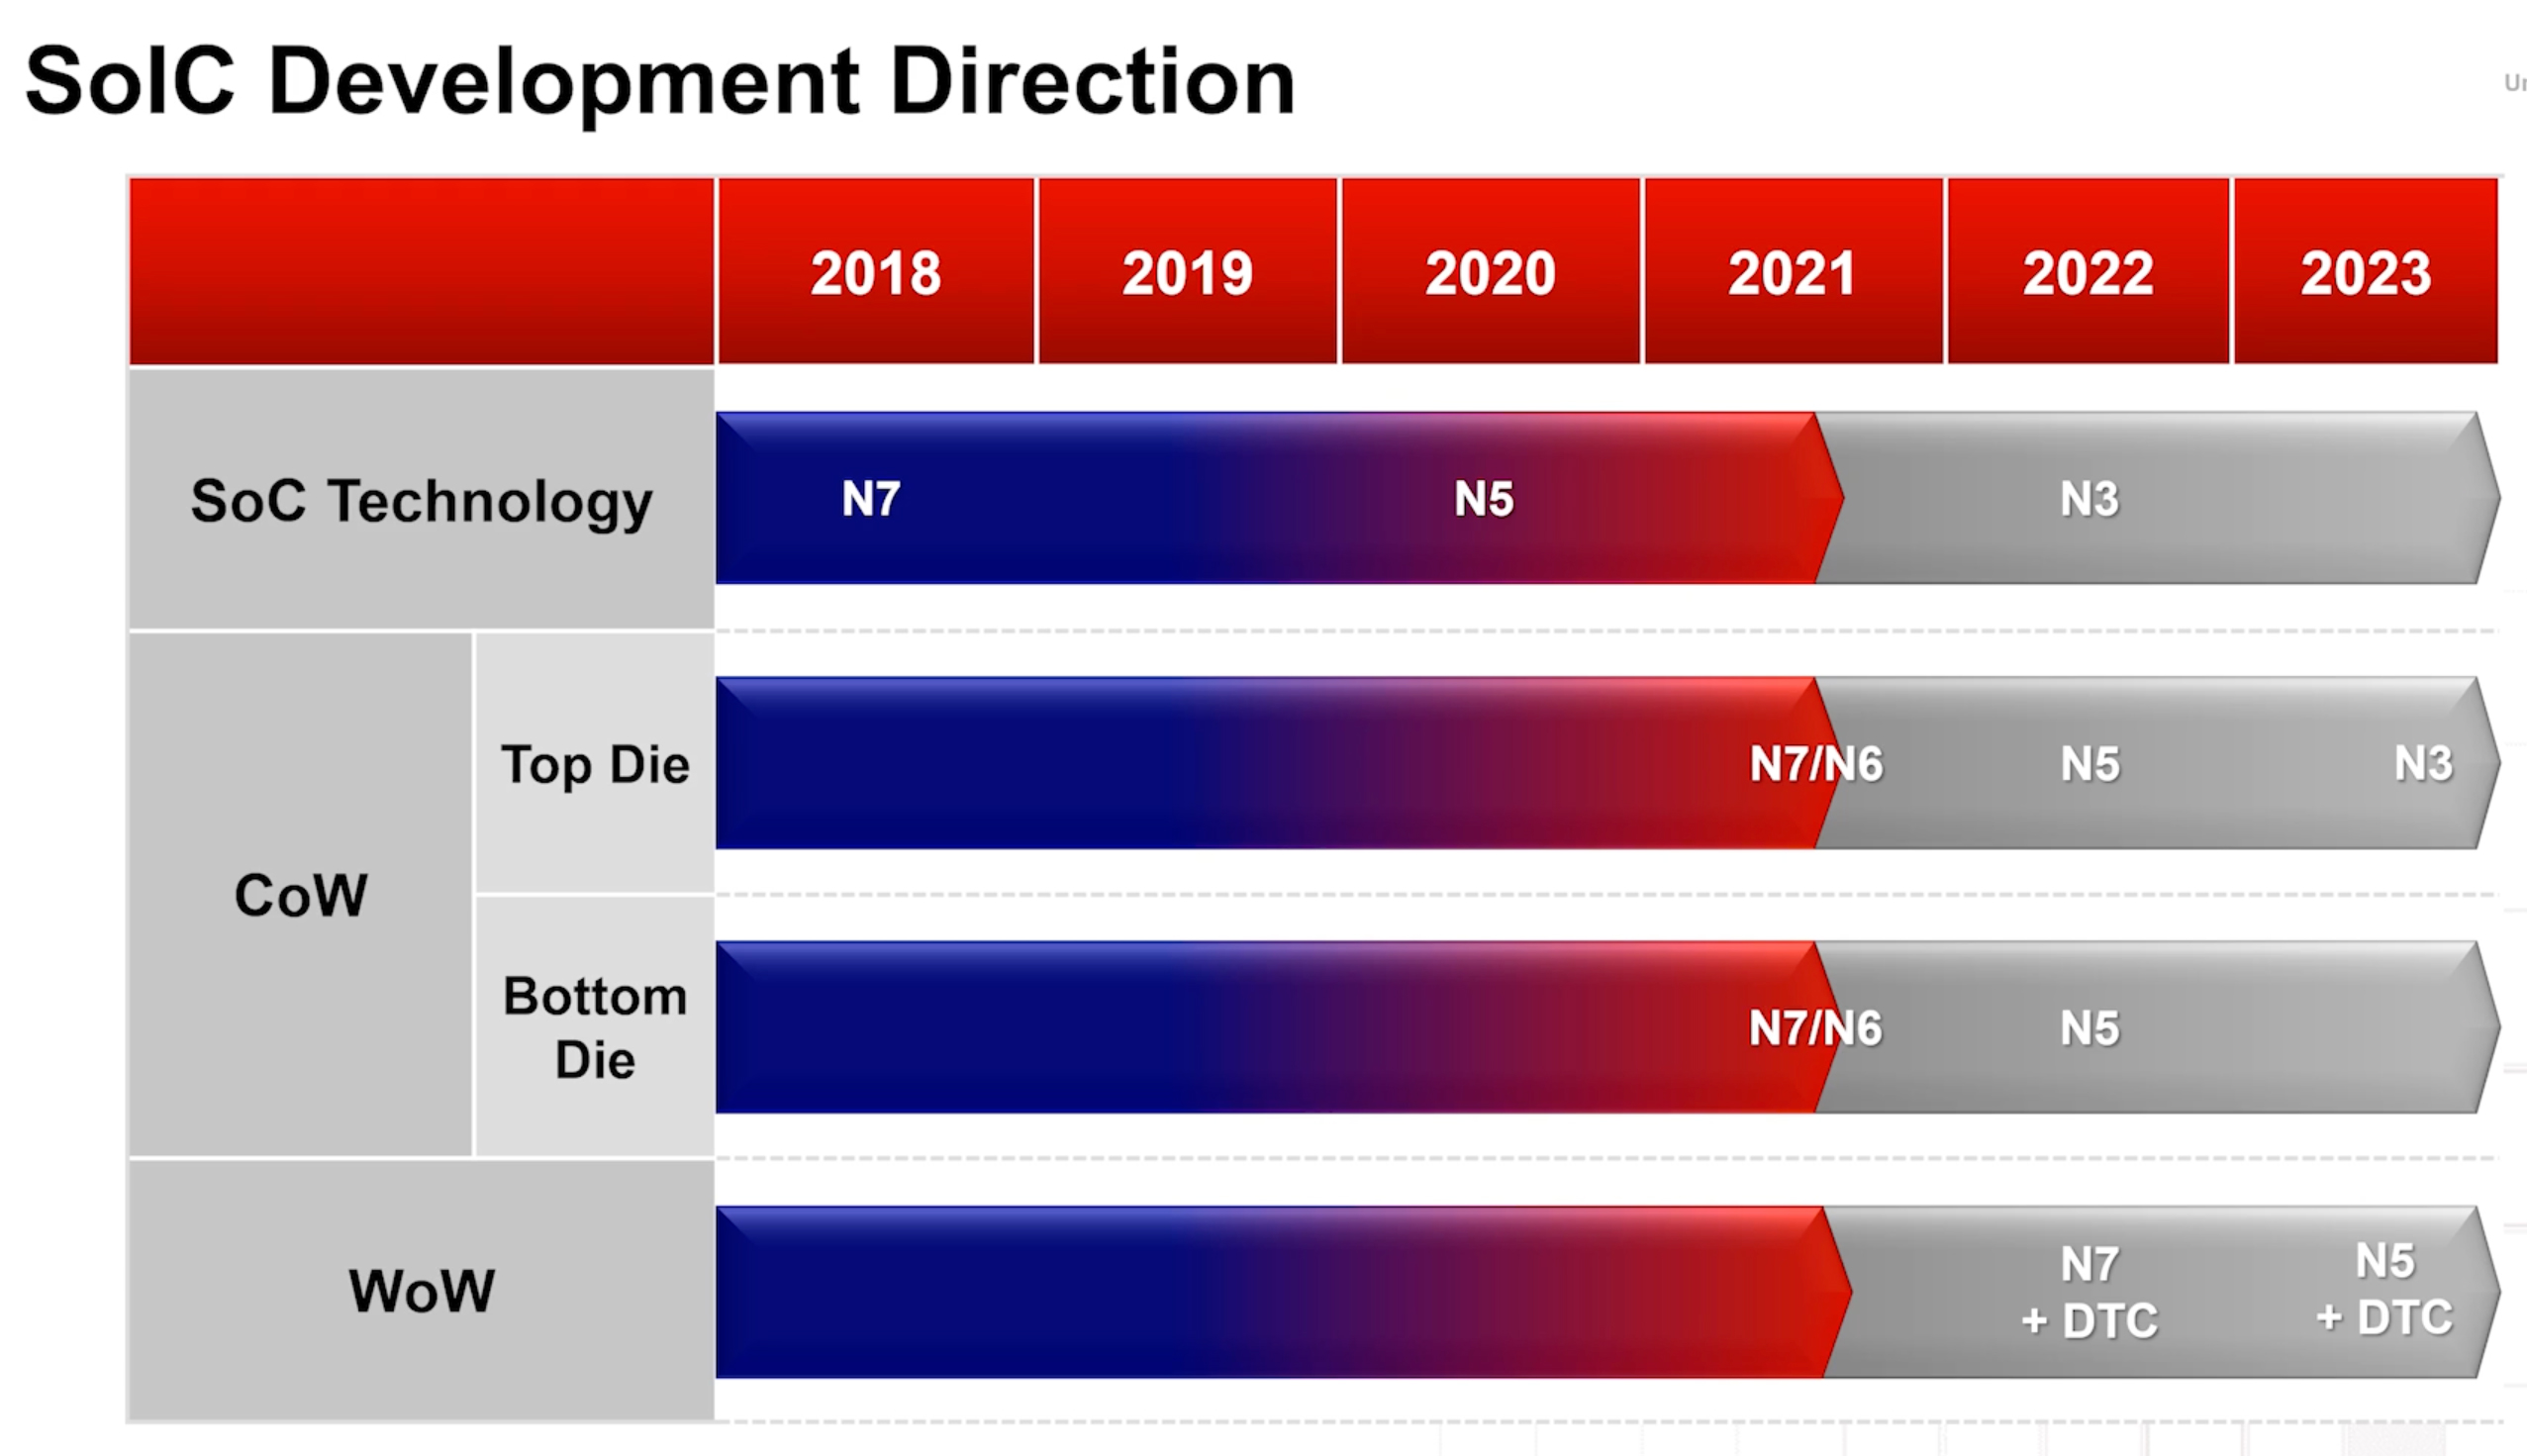 SoIC Development Direction
2018 2019 2020 2021 2022 2023
SoC Technology
N7 N5 N3
CoW
Top Die
N7/N6 N5 N3
Bottom
Die
N7/N6 N5
WoW
N7
+ DTC
N5
+ DTC